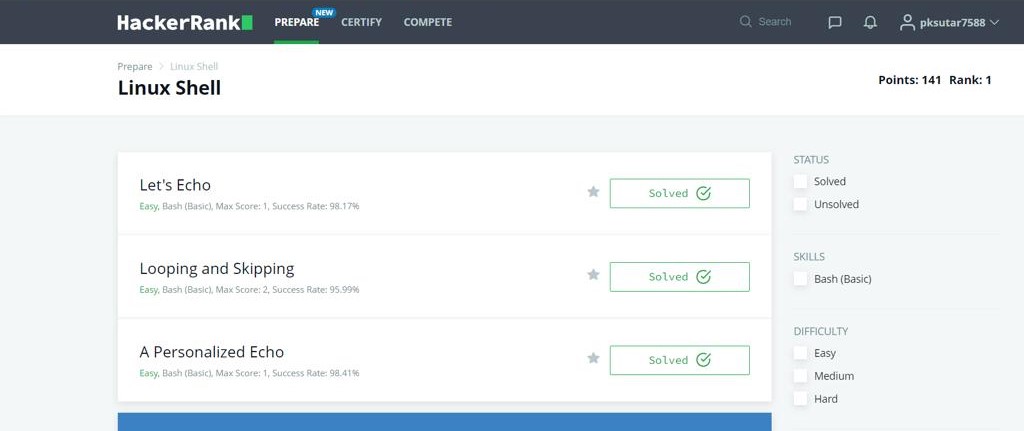 HackerRank PREPARE NEW CERTIFY COMPETE Search pksutar7588
Prepare > Linux Shell
Linux Shell
Points: 141 Rank: 1
Let's Echo
Easy, Bash (Basic), Max Score: 1, Success Rate: 98.17%
Solved
Looping and Skipping
Easy, Bash (Basic), Max Score: 2, Success Rate: 95.99%
Solved
A Personalized Echo
Easy, Bash (Basic), Max Score: 1, Success Rate: 98.41%
Solved
STATUS
Solved
Unsolved
SKILLS
Bash (Basic)
DIFFICULTY
Easy
Medium
Hard